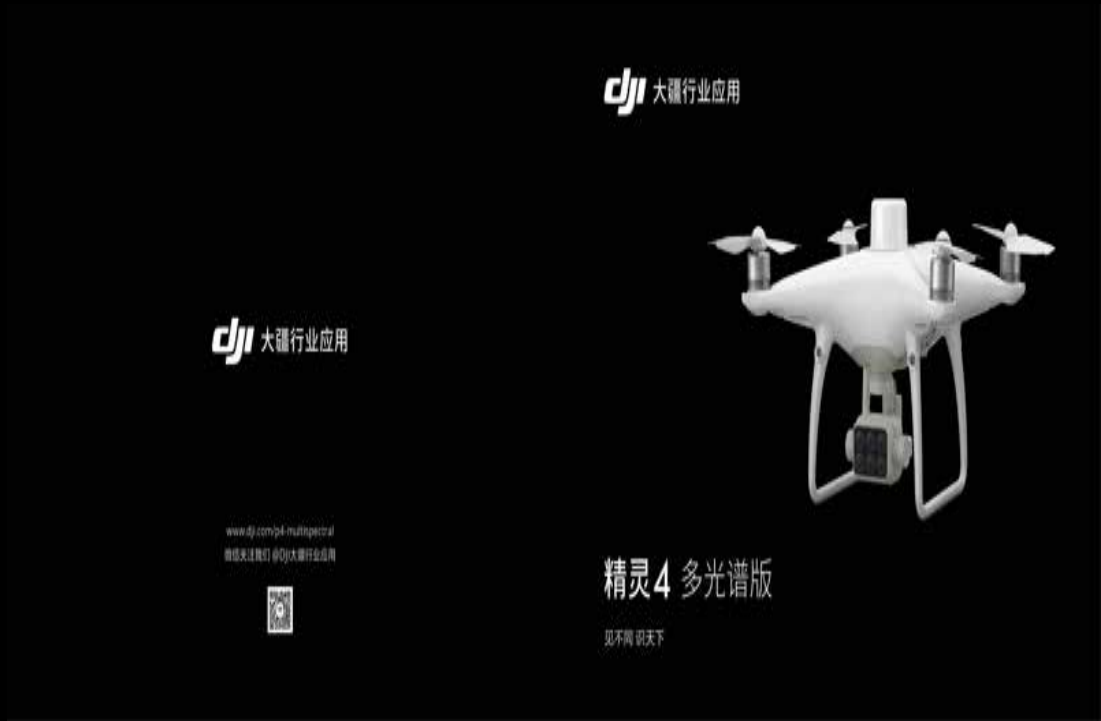 dji 大疆行业应用
www.dji.com/p4-multispectral
微信关注我们 @DJI大疆行业应用
dji 大疆行业应用
精灵4 多光谱版
见不同 识天下